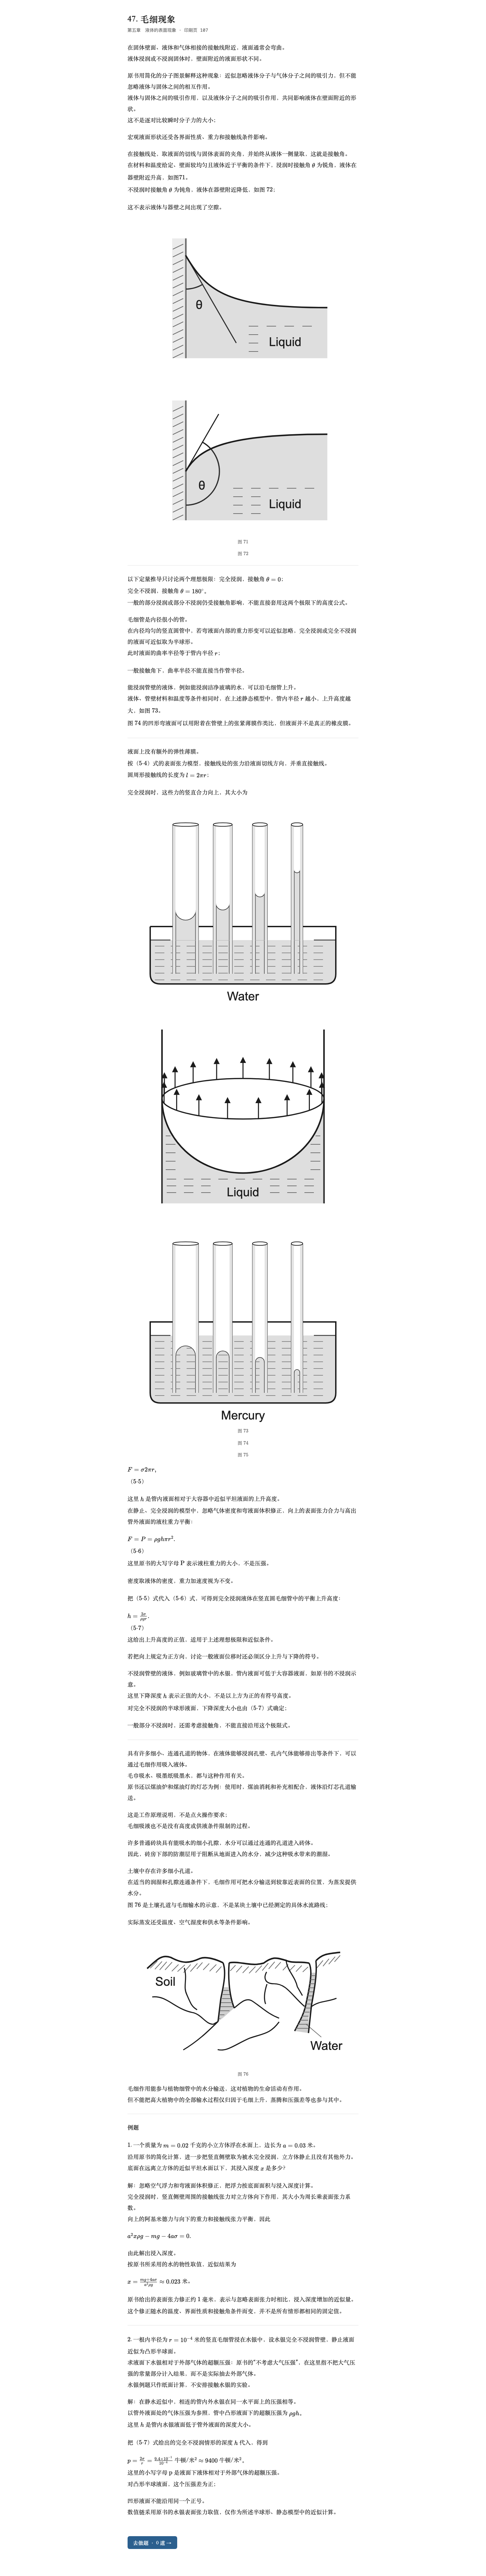 47. 毛细现象
第五章　液体的表面现象 · 印刷页 187
在固体壁面、液体和气体相接的接触线附近，液面通常会弯曲。
液体浸润或不浸润固体时，壁面附近的液面形状不同。
原书用简化的分子图景解释这种现象：近似忽略液体分子与气体分子之间的吸引力，但不能
忽略液体与固体之间的相互作用。
液体与固体之间的吸引作用，以及液体分子之间的吸引作用，共同影响液体在壁面附近的形
状。
这不是逐对比较瞬时分子力的大小；
宏观液面形状还受各界面性质、重力和接触线条件影响。
在接触线处，取液面的切线与固体表面的夹角，并始终从液体一侧量取，这就是接触角。
在材料和温度给定、壁面较均匀且液体近于平衡的条件下，浸润时接触角 θ 为锐角，液体在
器壁附近升高，如图71。
不浸润时接触角 θ 为钝角，液体在器壁附近降低，如图 72；
这不表示液体与器壁之间出现了空隙。
θ
Liquid
θ
Liquid
图 71
图 72
以下定量推导只讨论两个理想极限：完全浸润，接触角 θ = 0；
完全不浸润，接触角 θ = 180°。
一般的部分浸润或部分不浸润仍受接触角影响，不能直接套用这两个极限下的高度公式。
毛细管是内径很小的管。
在内径均匀的竖直圆管中，若弯液面内部的重力形变可以近似忽略，完全浸润或完全不浸润
的液面可近似取为半球形。
此时液面的曲率半径等于管内半径 r；
一般接触角下，曲率半径不能直接当作管半径。
能浸润管壁的液体，例如能浸润洁净玻璃的水，可以沿毛细管上升。
液体、管壁材料和温度等条件相同时，在上述静态模型中，管内半径 r 越小，上升高度越
大，如图 73。
图 74 的凹形弯液面可以用附着在管壁上的张紧薄膜作类比，但液面并不是真正的橡皮膜。
液面上没有额外的弹性薄膜。
按（5-4）式的表面张力模型，接触线处的张力沿液面切线方向，并垂直接触线。
圆周形接触线的长度为 l = 2πr；
完全浸润时，这些力的竖直合力向上，其大小为
Water
Liquid
Mercury
图 73
图 74
图 75
F = σ2πr,
（5-5）
这里 h 是管内液面相对于大容器中近似平坦液面的上升高度。
在静止、完全浸润的模型中，忽略气体密度和弯液面体积修正，向上的表面张力合力与高出
管外液面的液柱重力平衡：
F = P = ρghπr².
（5-6）
这里原书的大写字母 P 表示液柱重力的大小，不是压强。
密度取液体的密度，重力加速度视为不变。
把（5-5）式代入（5-6）式，可得到完全浸润液体在竖直圆毛细管中的平衡上升高度：
h = 2σ/ρgr.
（5-7）
这给出上升高度的正值，适用于上述理想极限和近似条件。
若把向上规定为正方向，讨论一般液面位移时还必须区分上升与下降的符号。
不浸润管壁的液体，例如玻璃管中的水银，管内液面可低于大容器液面，如原书的不浸润示
意。
这里下降深度 h 表示正值的大小，不是以上方为正的有符号高度。
对完全不浸润的半球形液面，下降深度大小也由（5-7）式确定；
一般部分不浸润时，还需考虑接触角，不能直接沿用这个极限式。
具有许多细小、连通孔道的物体，在液体能够浸润孔壁、孔内气体能够排出等条件下，可以
通过毛细作用吸入液体。
毛巾吸水、吸墨纸吸墨水，都与这种作用有关。
原书还以煤油炉和煤油灯的灯芯为例：使用时，煤油消耗和补充相配合，液体沿灯芯孔道输
送。
这是工作原理说明，不是点火操作要求；
毛细吸液也不是没有高度或供液条件限制的过程。
许多普通砖块具有能吸水的细小孔隙，水分可以通过连通的孔道进入砖体。
因此，砖房下部的防潮层用于阻断从地面进入的水分，减少这种吸水带来的潮湿。
土壤中存在许多细小孔道。
在适当的润湿和孔隙连通条件下，毛细作用可把水分输送到较靠近表面的位置，为蒸发提供
水分。
图 76 是土壤孔道与毛细输水的示意，不是某块土壤中已经测定的具体水流路线；
实际蒸发还受温度、空气湿度和供水等条件影响。
Soil
Water
图 76
毛细作用能参与植物细管中的水分输送，这对植物的生命活动有作用。
但不能把高大植物中的全部输水过程仅归因于毛细上升，蒸腾和压强差等也参与其中。
例题
1. 一个质量为 m = 0.02 千克的小立方体浮在水面上，边长为 a = 0.03 米。
沿用原书的简化计算，进一步把竖直侧壁取为被水完全浸润，立方体静止且没有其他外力。
底面在远离立方体的近似平坦水面以下，其浸入深度 x 是多少？
解：忽略空气浮力和弯液面体积修正，把浮力按底面面积与浸入深度计算。
完全浸润时，竖直侧壁周围的接触线张力对立方体向下作用，其大小为周长乘表面张力系
数。
向上的阿基米德力与向下的重力和接触线张力平衡，因此
a²xρg − mg − 4aσ = 0.
由此解出浸入深度。
按原书所采用的水的物性取值，近似结果为
x = mg+4aσ/a²ρg ≈ 0.023 米.
原书给出的表面张力修正约 1 毫米，表示与忽略表面张力时相比，浸入深度增加的近似量。
这个修正随水的温度、界面性质和接触角条件而变，并不是所有情形都相同的固定值。
2. 一根内半径为 r = 10⁻⁴ 米的竖直毛细管浸在水银中，设水银完全不浸润管壁，静止液面
近似为凸形半球面。
求液面下水银相对于外部气体的超额压强；原书的"不考虑大气压强"，在这里指不把大气压
强的常量部分计入结果，而不是实际抽去外部气体。
水银例题只作纸面计算，不安排接触水银的实验。
解：在静水近似中，相连的管内外水银在同一水平面上的压强相等。
以管外液面处的气体压强为参照，管中凸形液面下的超额压强为 ρgh。
这里 h 是管内水银液面低于管外液面的深度大小。
把（5-7）式给出的完全不浸润情形的深度 h 代入，得到
p = 2σ/r = 9.4×10⁻¹/10⁻⁴ 牛顿/米² ≈ 9400 牛顿/米².
这里的小写字母 p 是液面下液体相对于外部气体的超额压强。
对凸形半球液面，这个压强差为正；
凹形液面不能沿用同一个正号。
数值链采用原书的水银表面张力取值，仅作为所述半球形、静态模型中的近似计算。
去做题 · 6 道 →